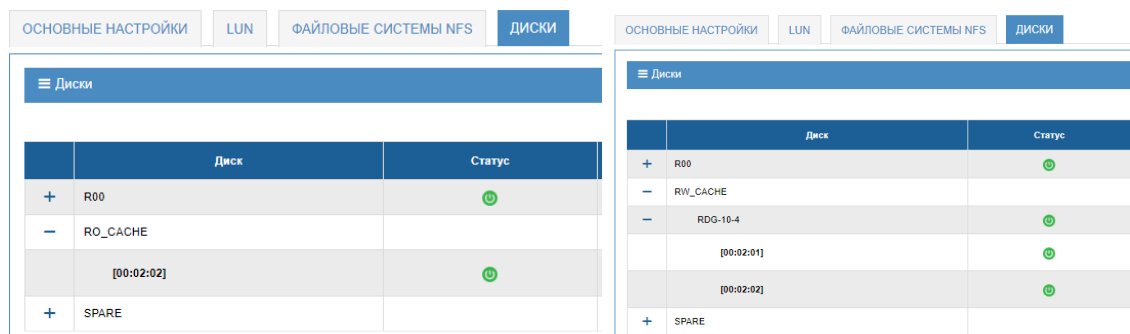 ОСНОВНЫЕ НАСТРОЙКИ LUN ФАЙЛОВЫЕ СИСТЕМЫ NFS ДИСКИ
Диски
Диск Статус
+ R00
− RO_CACHE
[00:02:02]
+ SPARE
ОСНОВНЫЕ НАСТРОЙКИ LUN ФАЙЛОВЫЕ СИСТЕМЫ NFS ДИСКИ
Диски
Диск Статус
+ R00
− RW_CACHE
− RDG-10-4
[00:02:01]
[00:02:02]
+ SPARE